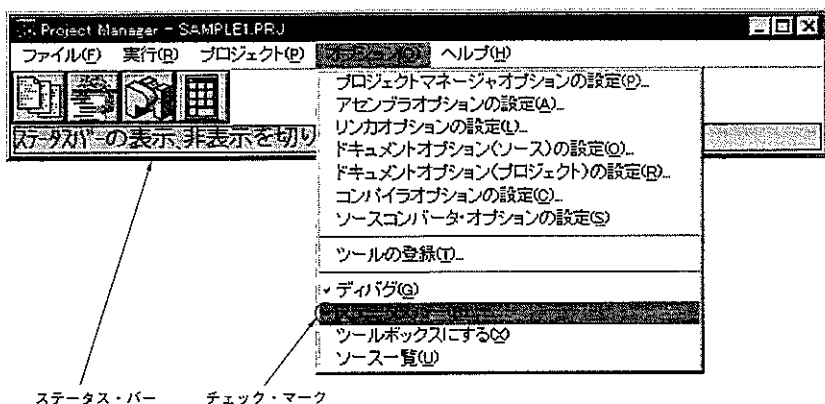 Project Manager - SAMPLE1.PRJ
ファイル(F) 実行(R) プロジェクト(P) オプション(O) ヘルプ(H)
プロジェクトマネージャオプションの設定(P)...
アセンブラオプションの設定(A)...
ステータスバーの表示、非表示を切り
リンカオプションの設定(L)...
ドキュメントオプション(ソース)の設定(O)...
ドキュメントオプション(プロジェクト)の設定(R)...
コンパイラオプションの設定(C)...
ソースコンバータ・オプションの設定(S)
ツールの登録(T)...
✓ ディバグ(G)
ツールボックスにする(X)
ソース一覧(U)
ステータス・バー チェック・マーク